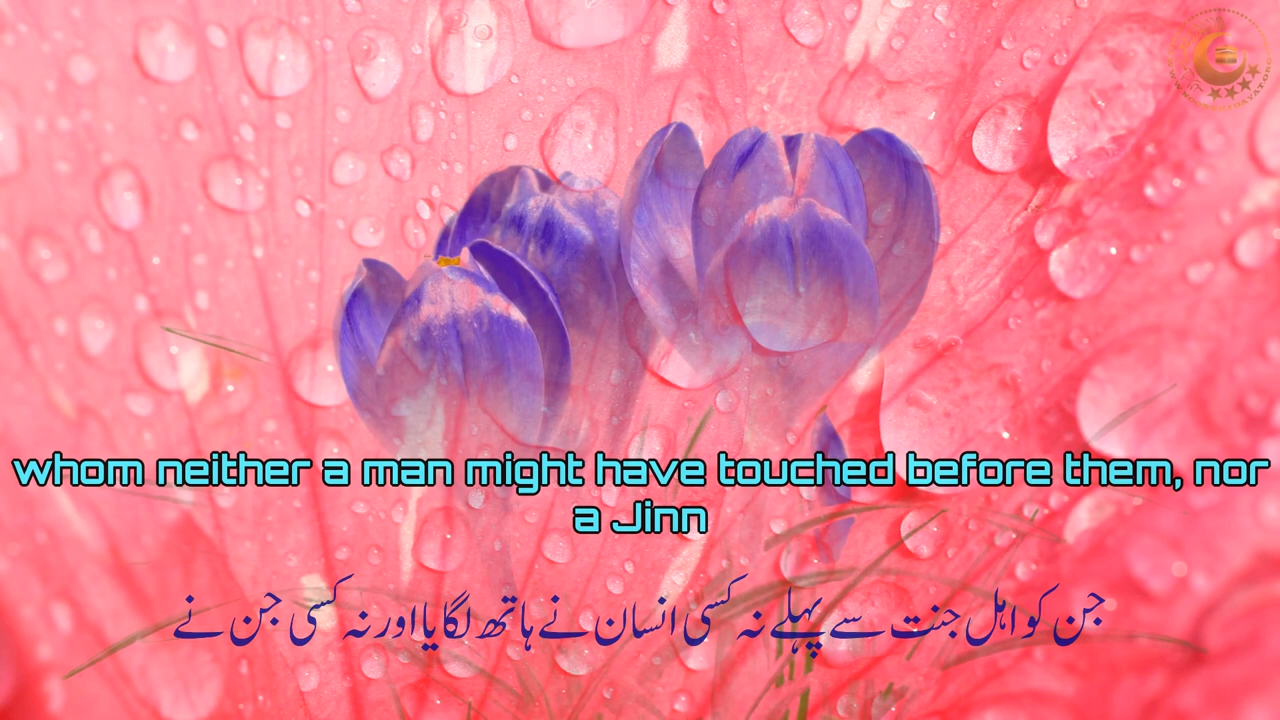 whom neither a man might have touched before them, nor
a Jinn
جن کو اہل جنت سے پہلے نہ کسی انسان نے ہاتھ لگایا اور نہ کسی جن نے